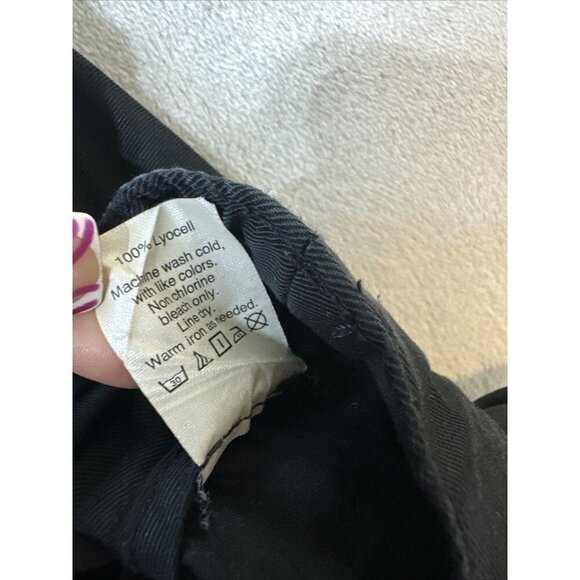 100% Lyocell
Machine wash cold,
with like colors.
Non chlorine
bleach only.
Line dry.
Warm iron as needed.
30